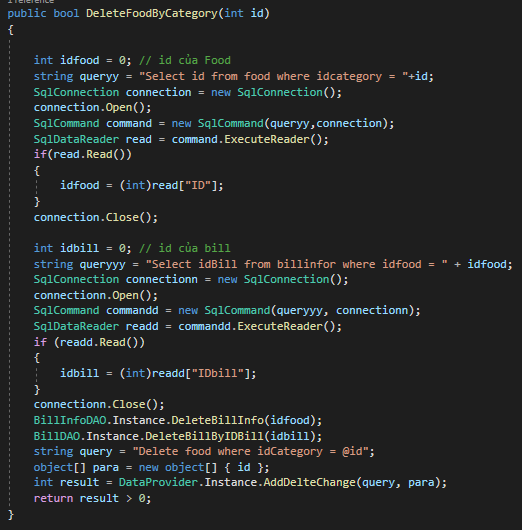 1 reference
public bool DeleteFoodByCategory(int id)
{
int idfood = 0; // id của Food
string queryy = "Select id from food where idcategory = "+id;
SqlConnection connection = new SqlConnection();
connection.Open();
SqlCommand command = new SqlCommand(queryy,connection);
SqlDataReader read = command.ExecuteReader();
if(read.Read())
{
idfood = (int)read["ID"];
}
connection.Close();
int idbill = 0; // id của bill
string queryyy = "Select idBill from billinfor where idfood = " + idfood;
SqlConnection connectionn = new SqlConnection();
connectionn.Open();
SqlCommand commandd = new SqlCommand(queryyy, connectionn);
SqlDataReader readd = commandd.ExecuteReader();
if (readd.Read())
{
idbill = (int)readd["IDbill"];
}
connectionn.Close();
BillInfoDAO.Instance.DeleteBillInfo(idfood);
BillDAO.Instance.DeleteBillByIDBill(idbill);
string query = "Delete food where idCategory = @id";
object[] para = new object[] { id };
int result = DataProvider.Instance.AddDelteChange(query, para);
return result > 0;
}